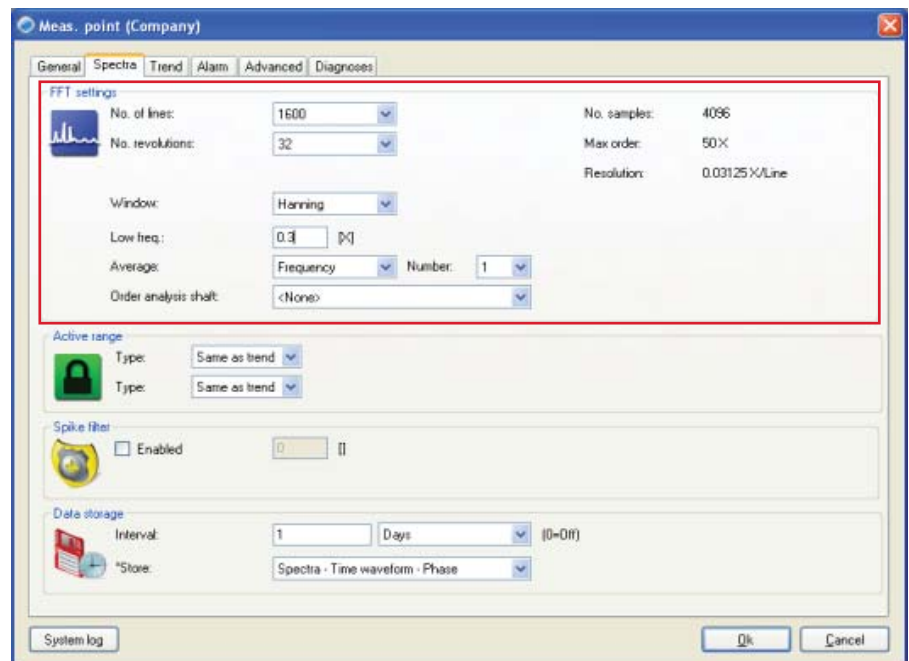 Meas. point (Company)
General Spectra Trend Alarm Advanced Diagnoses
FFT settings
No. of lines: 1600 No. samples: 4096
No. revolutions: 32 Max order: 50X
Resolution: 0.03125 X/Line
Window: Hanning
Low freq.: 0.3 [X]
Average: Frequency Number: 1
Order analysis shaft: <None>
Active range
Type: Same as trend
Type: Same as trend
Spike filter
Enabled 0 []
Data storage
Interval: 1 Days (0=Off)
*Store: Spectra - Time waveform - Phase
System log Ok Cancel